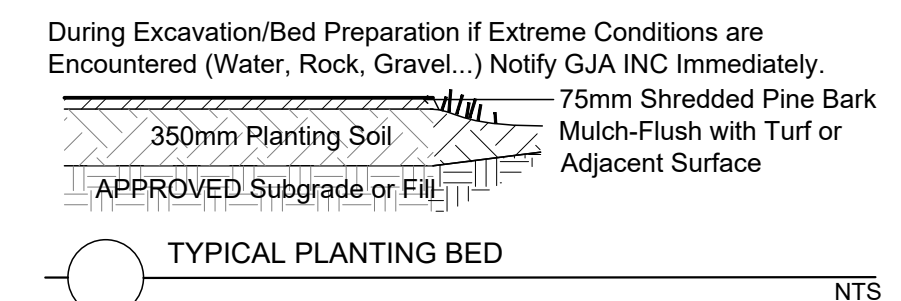 During Excavation/Bed Preparation if Extreme Conditions are
Encountered (Water, Rock, Gravel...) Notify GJA INC Immediately.
75mm Shredded Pine Bark
Mulch-Flush with Turf or
Adjacent Surface
350mm Planting Soil
APPROVED Subgrade or Fill
TYPICAL PLANTING BED
NTS